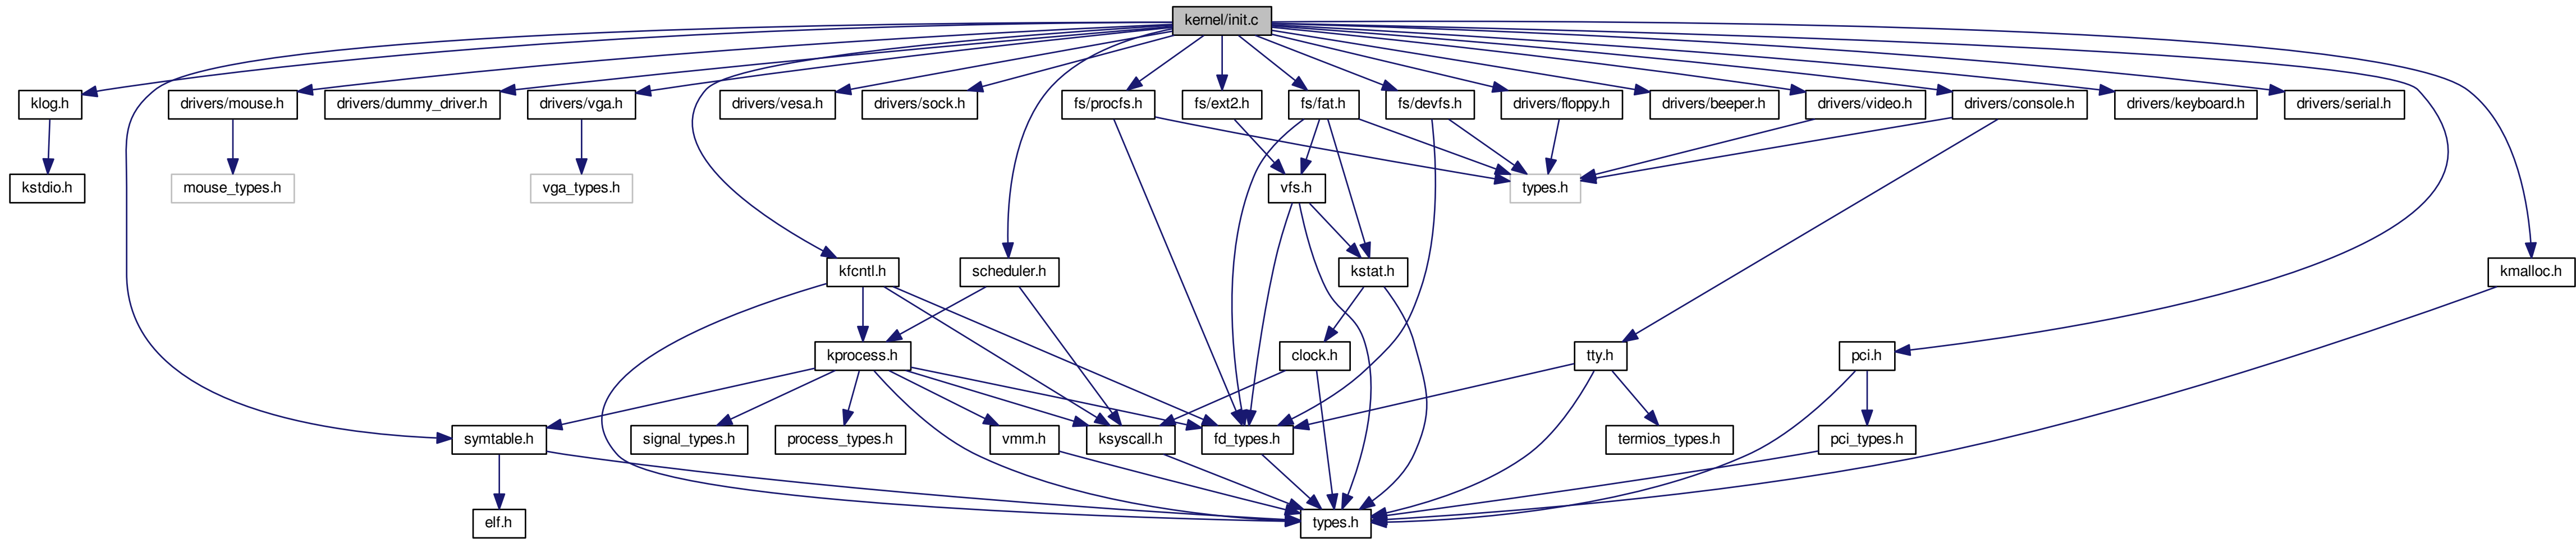 kernel/init.c
klog.h
drivers/mouse.h
drivers/dummy_driver.h
drivers/vga.h
drivers/vesa.h
drivers/sock.h
fs/procfs.h
fs/ext2.h
fs/fat.h
fs/devfs.h
drivers/floppy.h
drivers/beeper.h
drivers/video.h
drivers/console.h
drivers/keyboard.h
drivers/serial.h
kstdio.h
mouse_types.h
vga_types.h
vfs.h
types.h
kfcntl.h
scheduler.h
kstat.h
kmalloc.h
kprocess.h
clock.h
tty.h
pci.h
symtable.h
signal_types.h
process_types.h
vmm.h
ksyscall.h
fd_types.h
termios_types.h
pci_types.h
elf.h
types.h